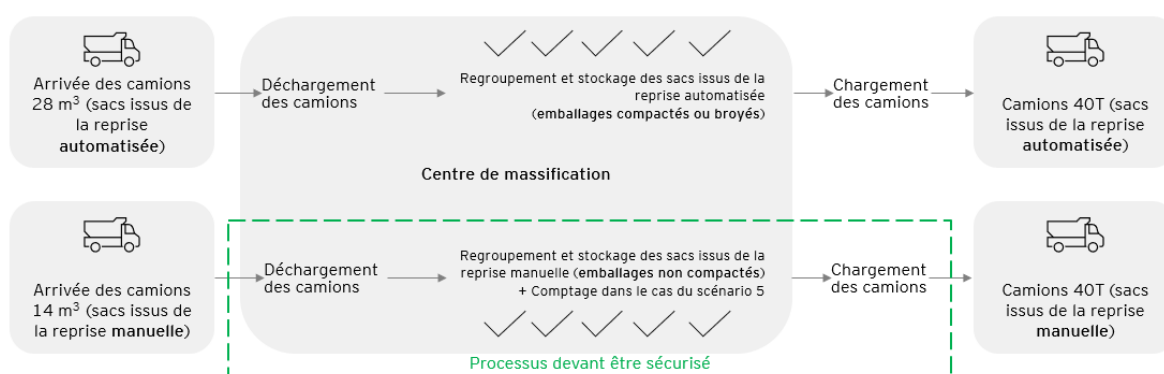 Arrivée des camions
28 m³ (sacs issus de
la reprise
automatisée)
Déchargement
des camions
Regroupement et stockage des sacs issus de la
reprise automatisée
(emballages compactés ou broyés)
Chargement
des camions
Camions 40T (sacs
issus de la reprise
automatisée)
Centre de massification
Arrivée des camions
14 m³ (sacs issus de
la reprise manuelle)
Déchargement
des camions
Regroupement et stockage des sacs issus de la
reprise manuelle (emballages non compactés)
+ Comptage dans le cas du scénario 5
Chargement
des camions
Camions 40T (sacs
issus de la reprise
manuelle)
Processus devant être sécurisé